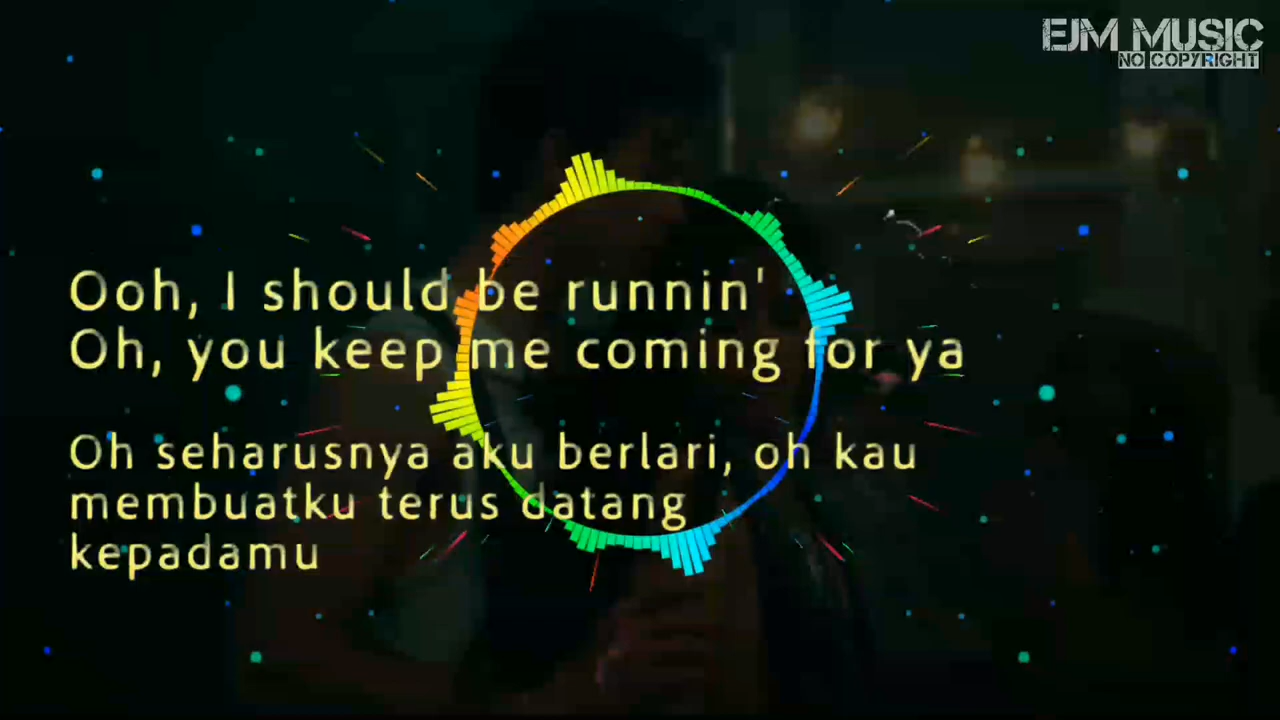 EJM MUSIC
NO COPYRIGHT
Ooh, I should be runnin'
Oh, you keep me coming for ya
Oh seharusnya aku berlari, oh kau
membuatku terus datang
kepadamu